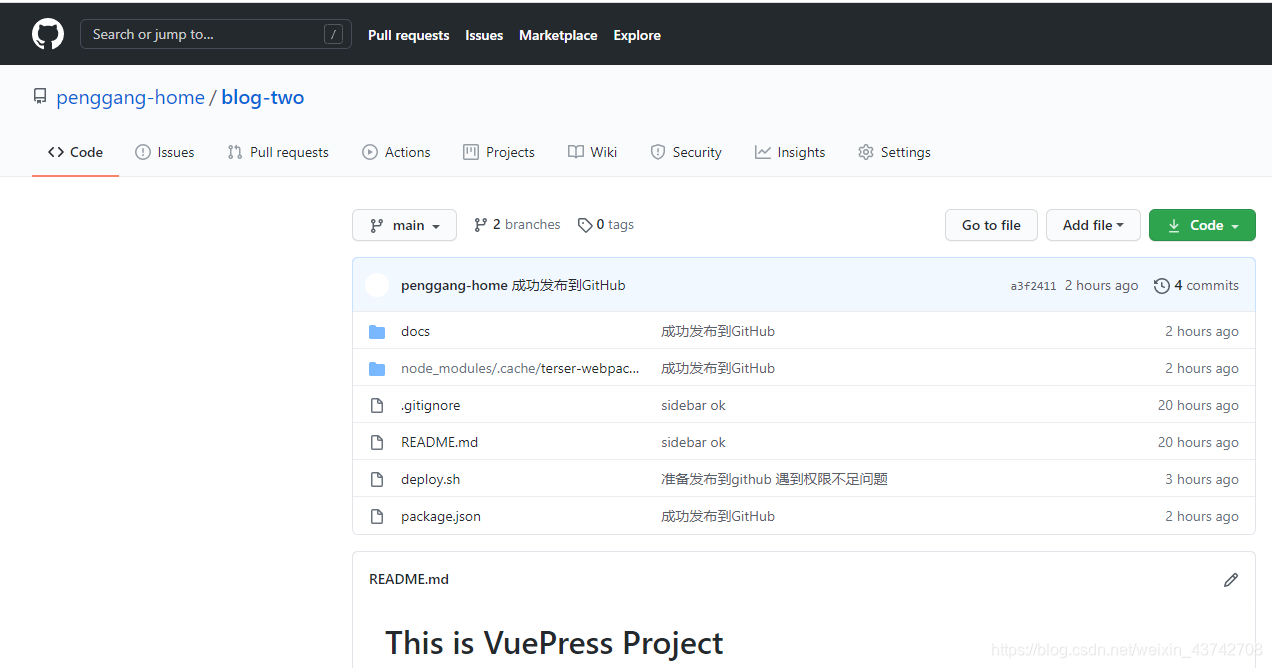 Search or jump to... / Pull requests Issues Marketplace Explore
penggang-home / blog-two
Code Issues Pull requests Actions Projects Wiki Security Insights Settings
main 2 branches 0 tags Go to file Add file Code
penggang-home 成功发布到GitHub a3f2411 2 hours ago 4 commits
docs 成功发布到GitHub 2 hours ago
node_modules/.cache/terser-webpac... 成功发布到GitHub 2 hours ago
.gitignore sidebar ok 20 hours ago
README.md sidebar ok 20 hours ago
deploy.sh 准备发布到github 遇到权限不足问题 3 hours ago
package.json 成功发布到GitHub 2 hours ago
README.md
This is VuePress Project
https://blog.csdn.net/weixin_43742708